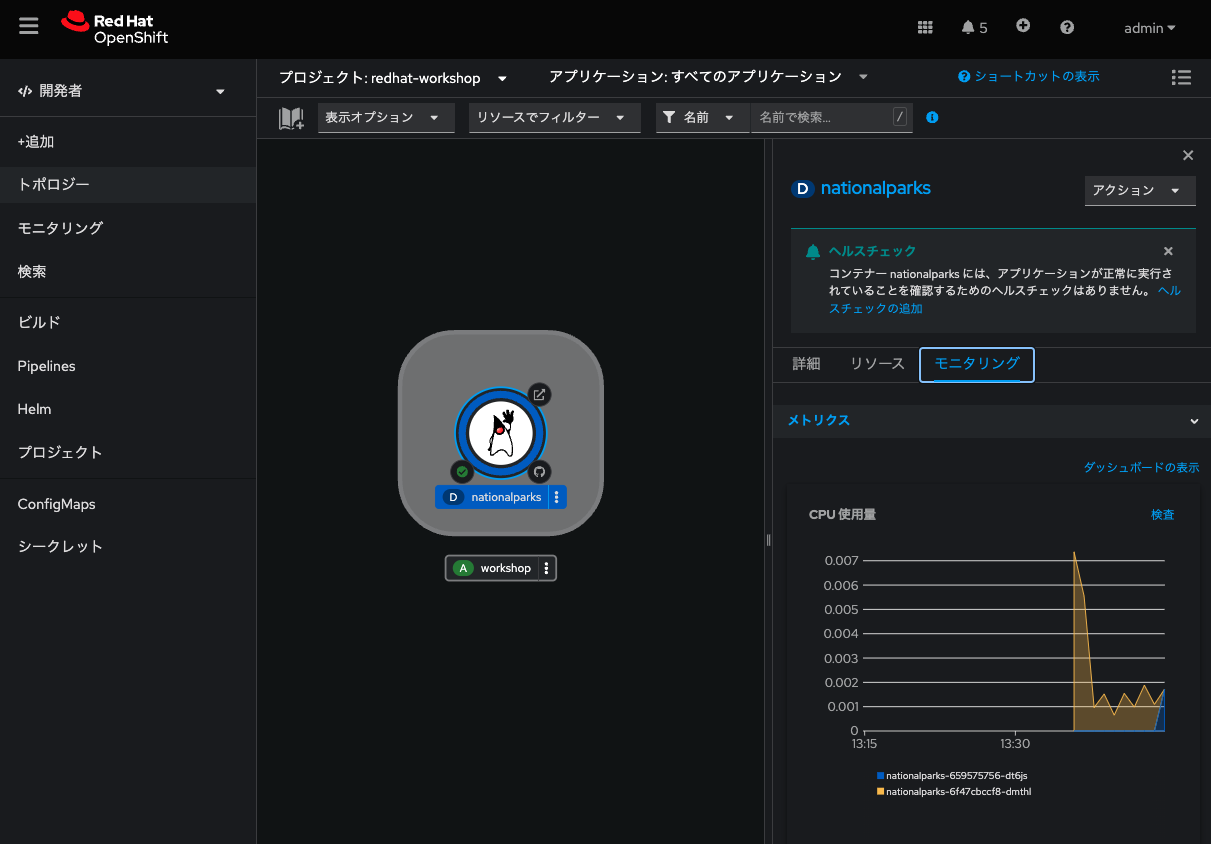 Red Hat
OpenShift
5
admin
開発者
+追加
トポロジー
モニタリング
検索
ビルド
Pipelines
Helm
プロジェクト
ConfigMaps
シークレット
プロジェクト: redhat-workshop
アプリケーション: すべてのアプリケーション
ショートカットの表示
表示オプション
リソースでフィルター
名前
名前で検索...
/
D nationalparks
A workshop
D nationalparks
アクション
ヘルスチェック
コンテナー nationalparks には、アプリケーションが正常に実行さ
れていることを確認するためのヘルスチェックはありません。 ヘル
スチェックの追加
詳細
リソース
モニタリング
メトリクス
ダッシュボードの表示
CPU 使用量
検査
0.007
0.006
0.005
0.004
0.003
0.002
0.001
0
13:15
13:30
nationalparks-659575756-dt6js
nationalparks-6f47cbccf8-dmthl